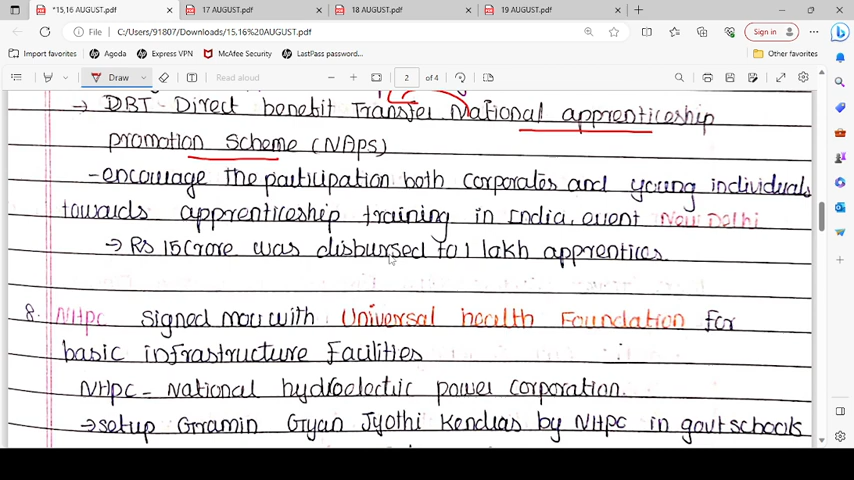 *15,16 AUGUST.pdf
17 AUGUST.pdf
18 AUGUST.pdf
19 AUGUST.pdf
File
C:/Users/91807/Downloads/15,16%20AUGUST.pdf
Sign in
Import favorites
Agoda
Express VPN
McAfee Security
LastPass password...
Other favorites
Draw
Read aloud
2 of 4
→ DBT - Direct benefit Transfer National apprenticeship
promotion scheme (NAPs)
-encourage the participation both corporates and young individuals
towards apprenticeship training in India, event New Delhi
→ Rs 15 Crore was disbursed to 1 lakh apprentices.
8. NHPC signed mou with Universal health Foundation for
basic infrastructure Facilities
NHPC - National hydroelectric power corporation.
→setup Gramin Gyan Jyothi Kendras by NHPC in govt schools